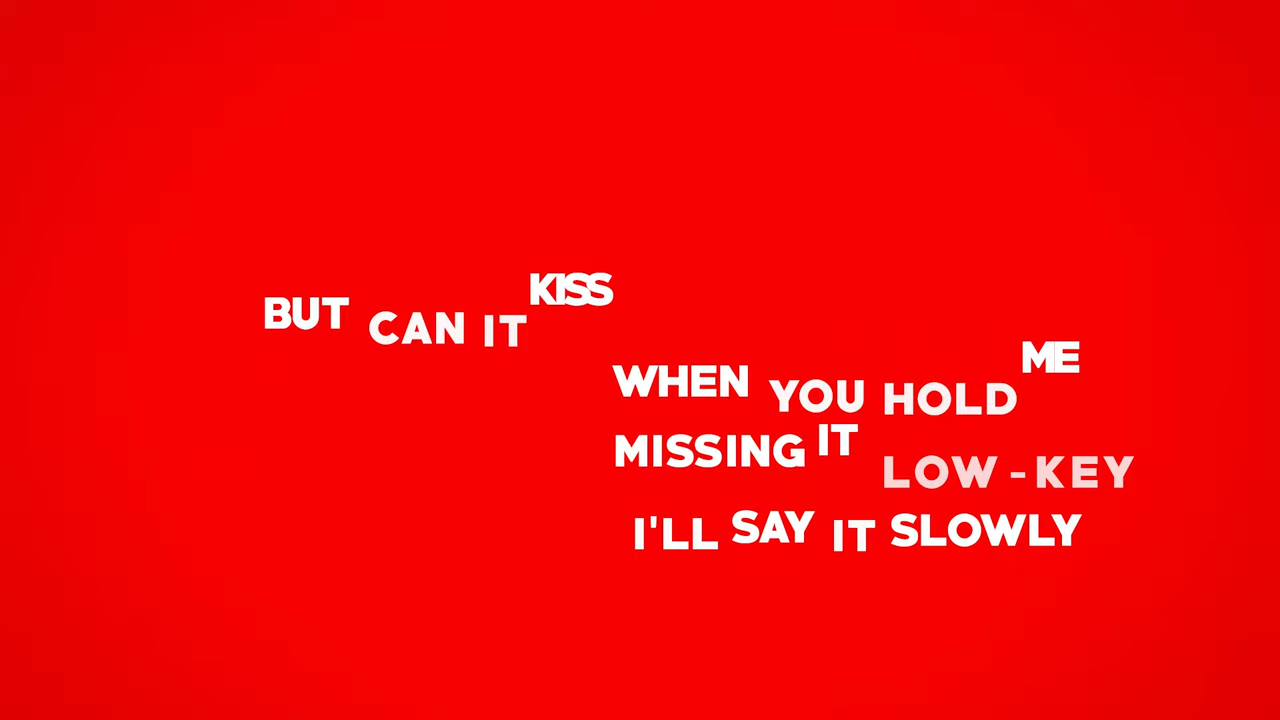 BUT CAN IT KISS
WHEN YOU HOLD ME
MISSING IT LOW-KEY
I'LL SAY IT SLOWLY